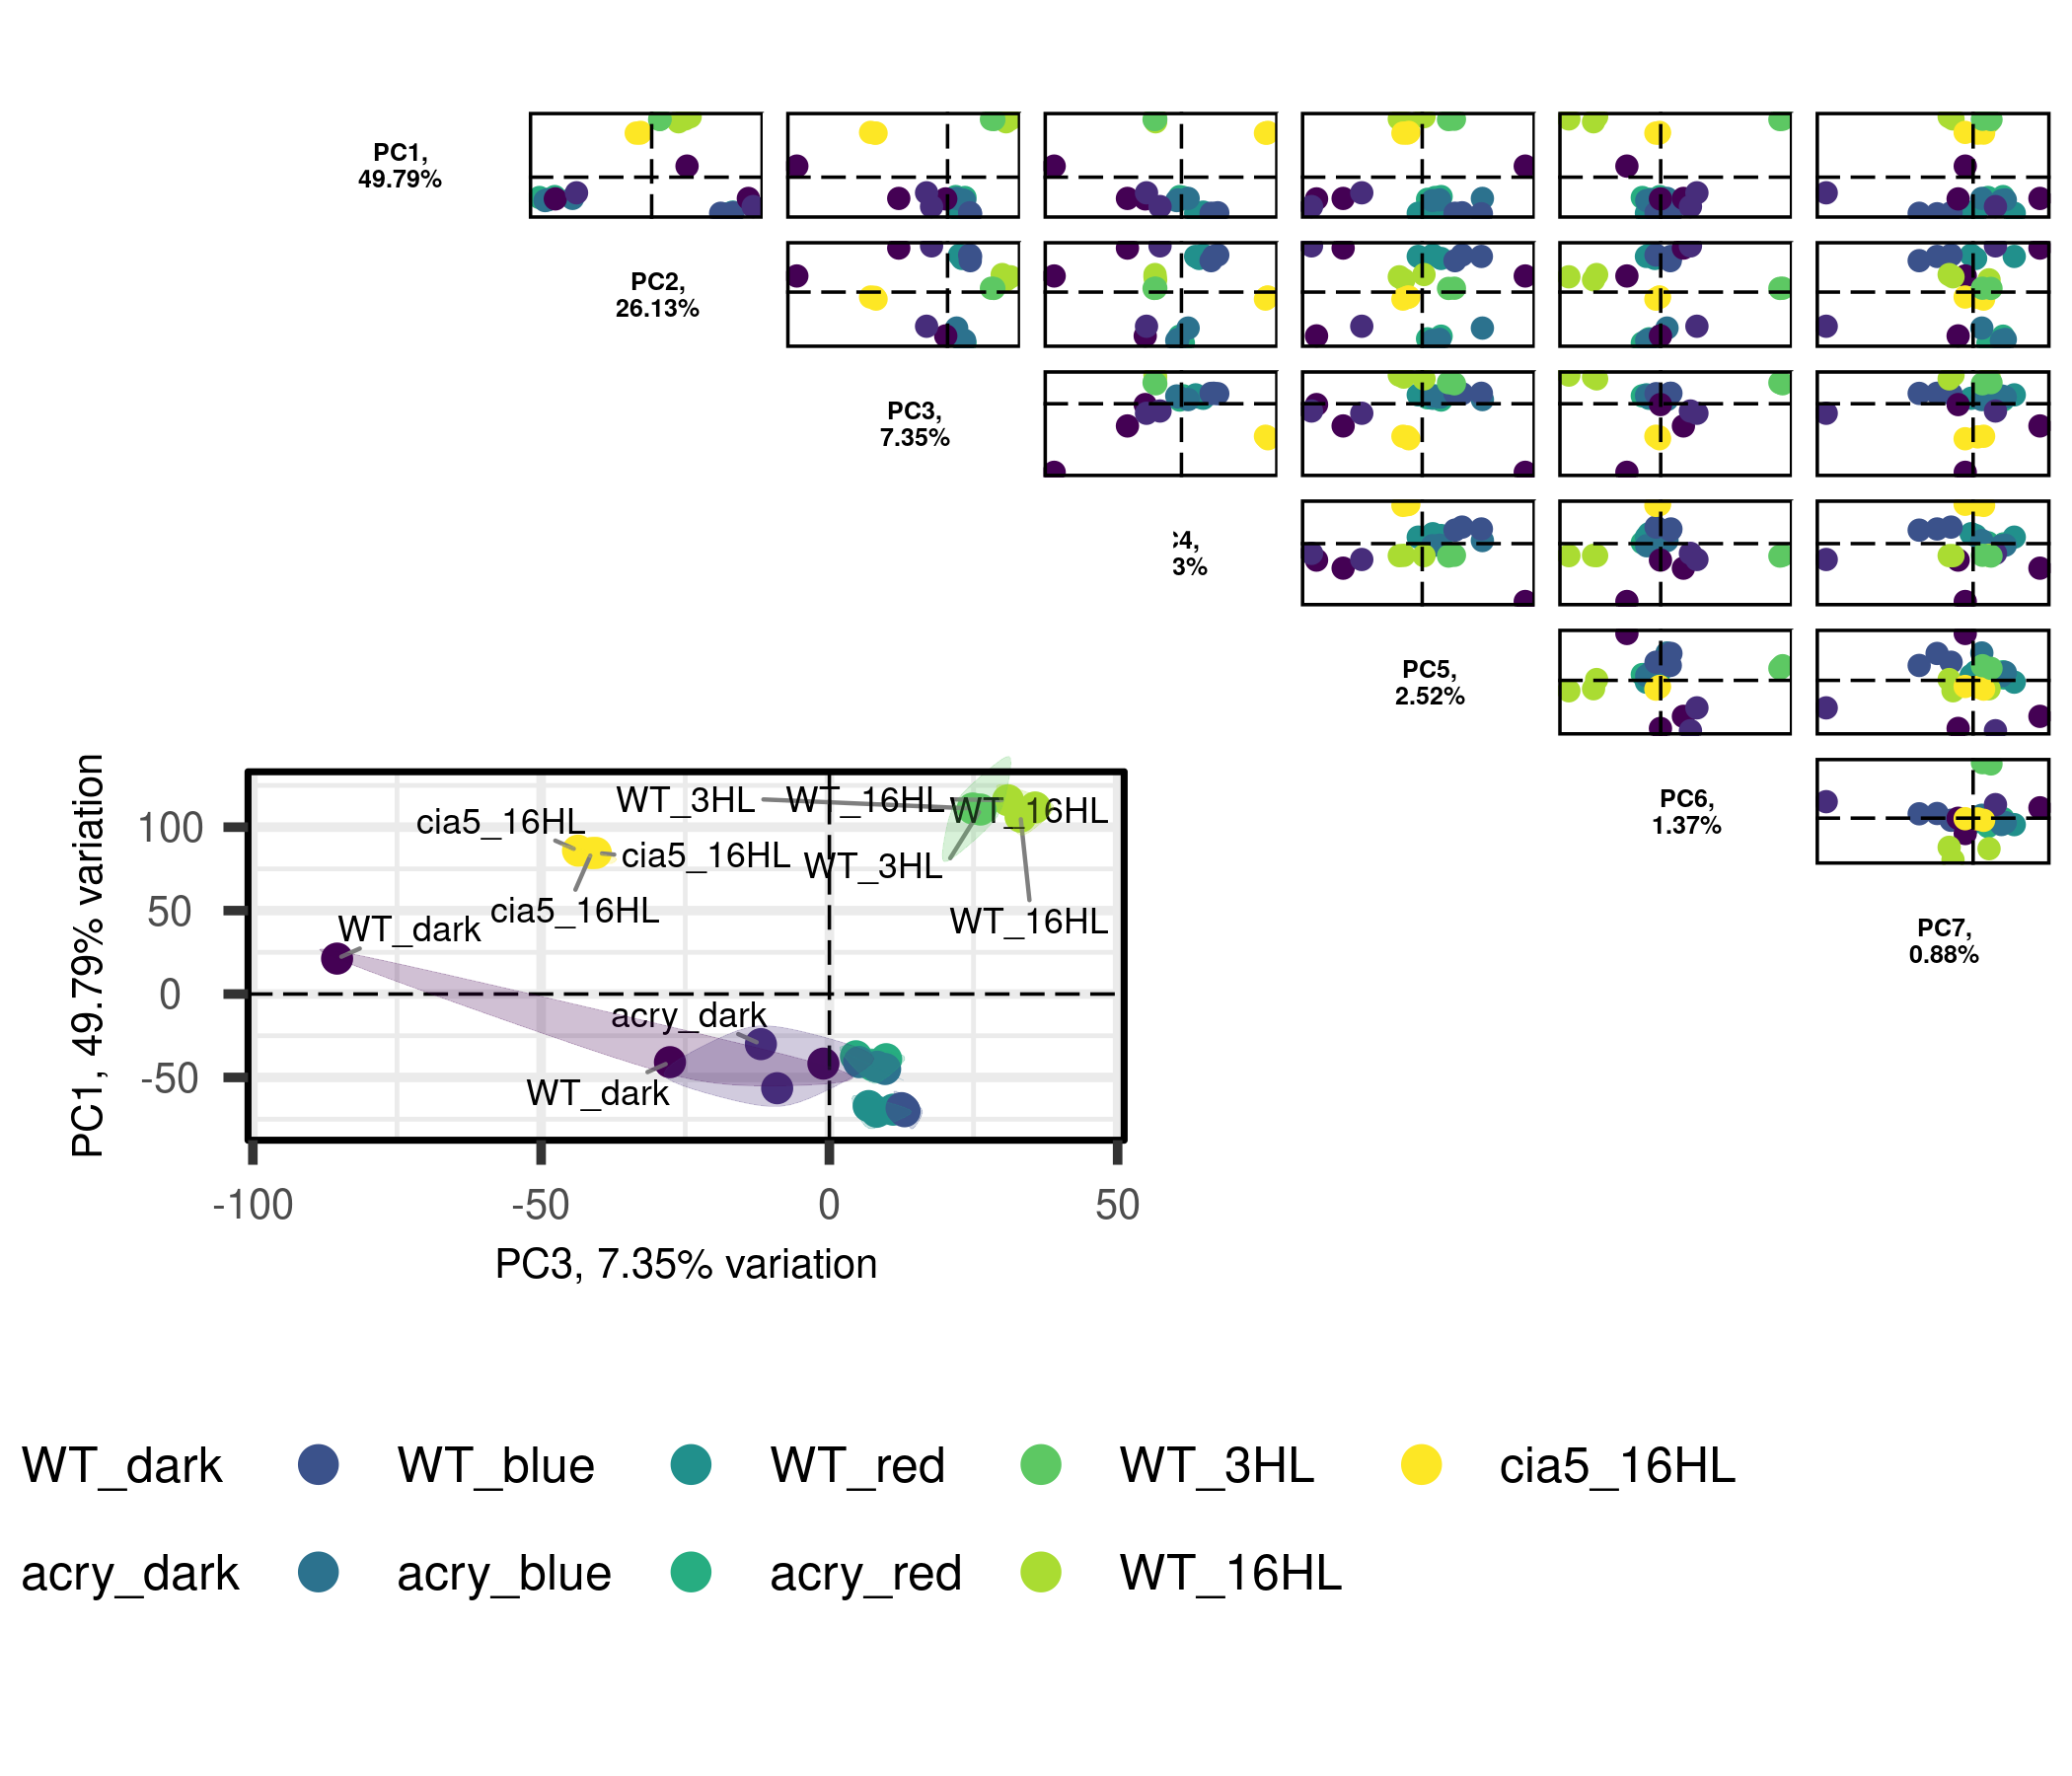 PC1,
49.79%
PC2,
26.13%
PC3,
7.35%
4,
3%
PC5,
2.52%
PC6,
1.37%
PC7,
0.88%
PC1, 49.79% variation
100
50
0
-50
cia5_16HL
WT_3HL
WT_16HL
WT_16HL
cia5_16HL
WT_3HL
cia5_16HL
WT_16HL
WT_dark
acry_dark
WT_dark
-100
-50
0
50
PC3, 7.35% variation
WT_dark
WT_blue
WT_red
WT_3HL
cia5_16HL
acry_dark
acry_blue
acry_red
WT_16HL